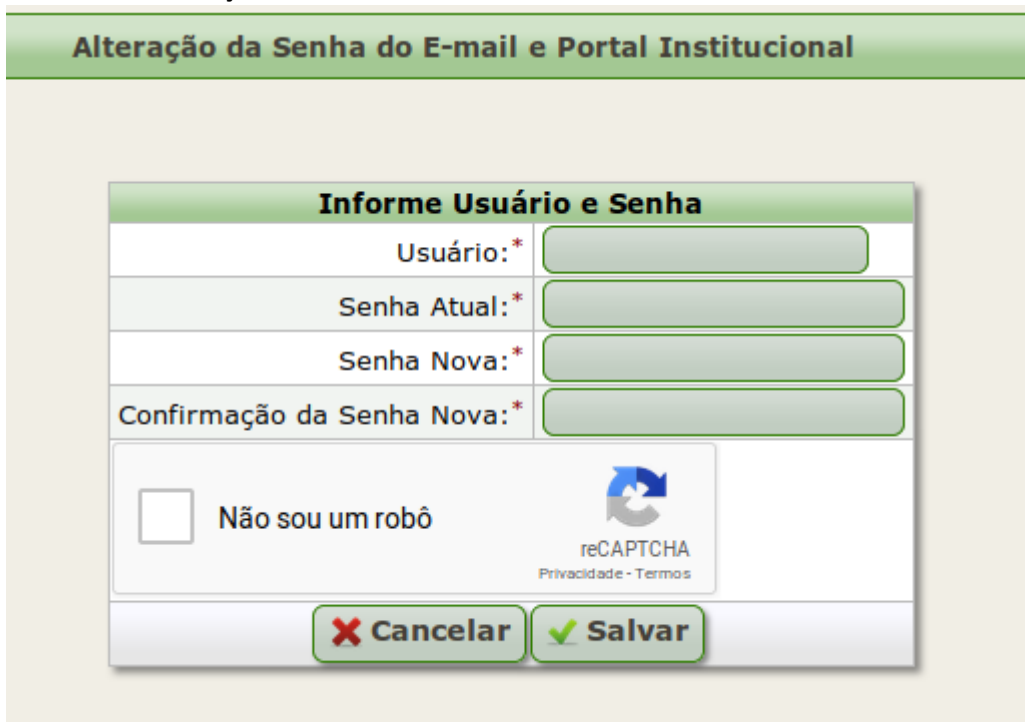 Alteração da Senha do E-mail e Portal Institucional
Informe Usuário e Senha
Usuário:*
Senha Atual:*
Senha Nova:*
Confirmação da Senha Nova:*
Não sou um robô
reCAPTCHA
Privacidade - Termos
Cancelar Salvar